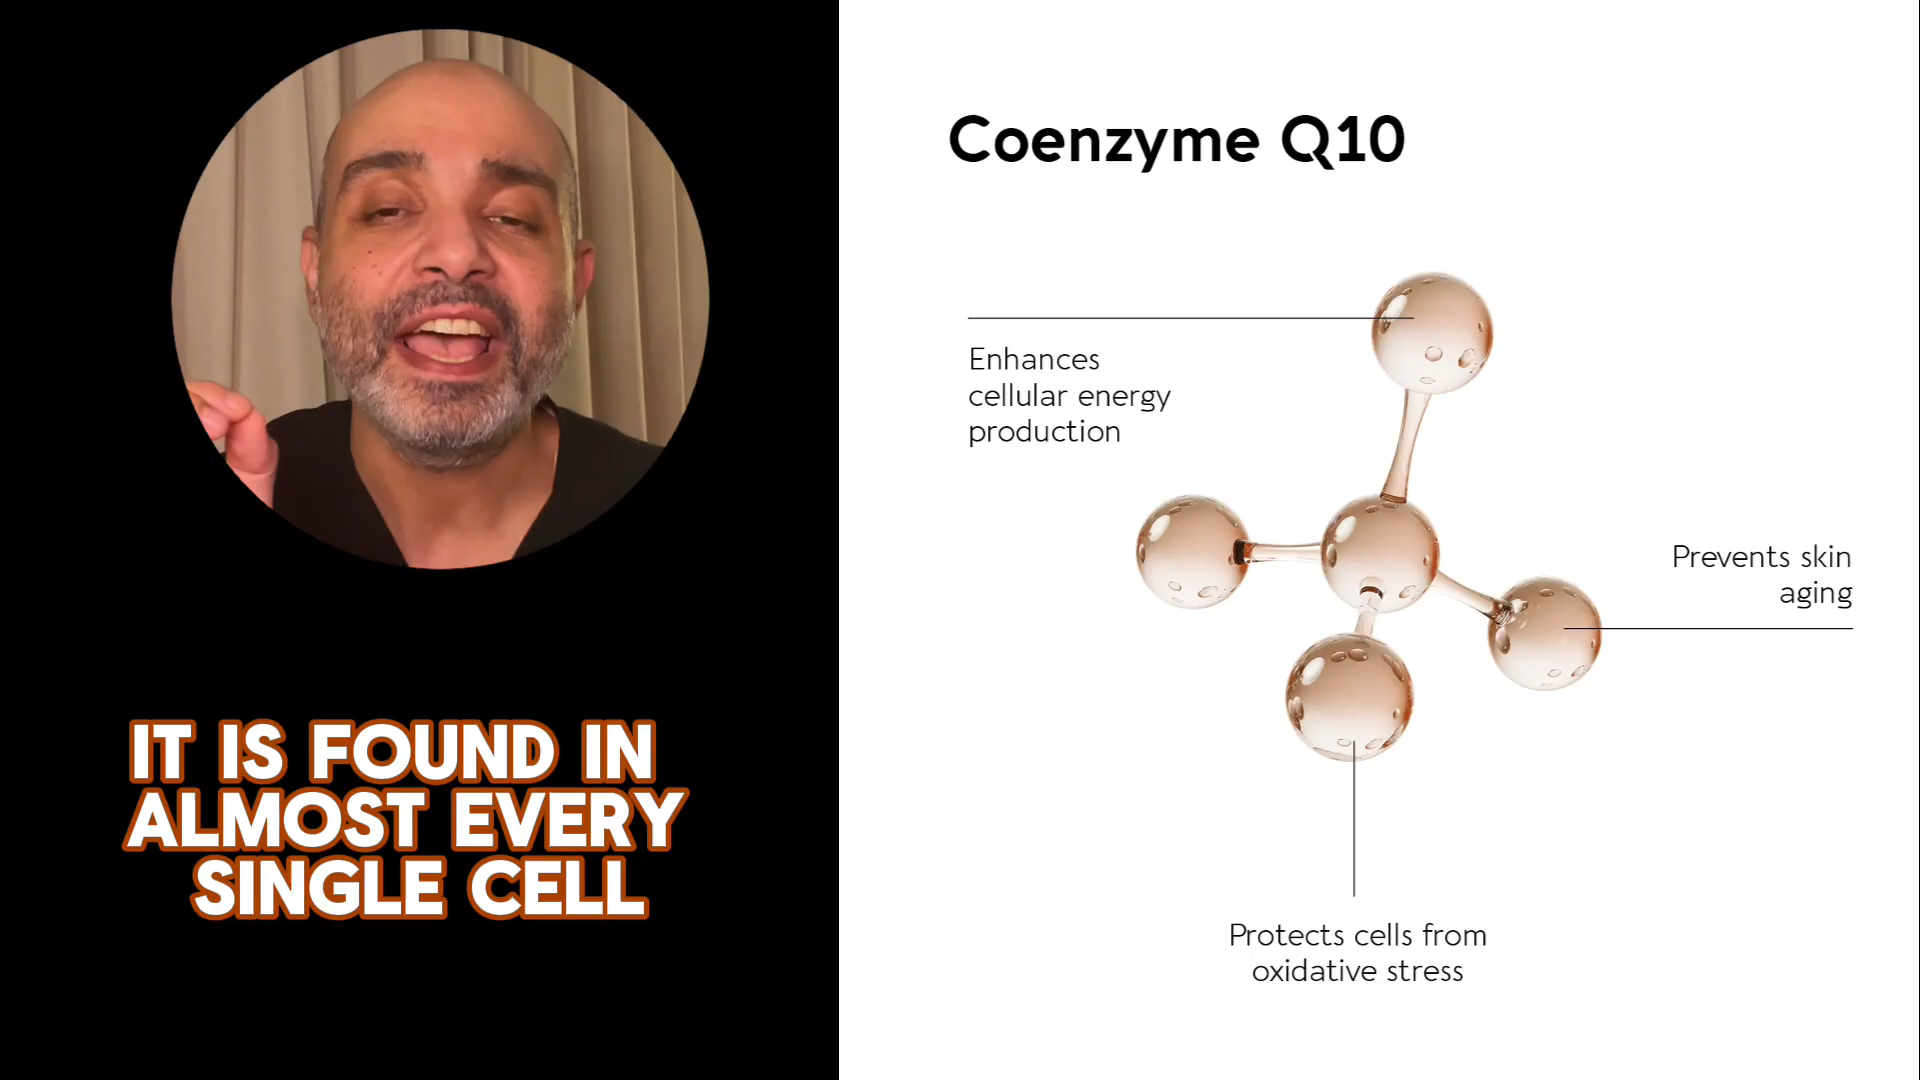 IT IS FOUND IN
ALMOST EVERY
SINGLE CELL
Coenzyme Q10
Enhances
cellular energy
production
Prevents skin
aging
Protects cells from
oxidative stress